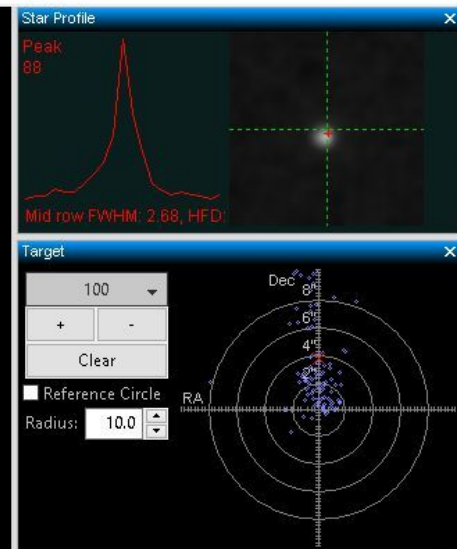 Star Profile
Peak
88
Mid row FWHM: 2.68, HFD:
Target
100
+ -
Clear
Reference Circle
Radius: 10.0
Dec
8"
6"
4"
2"
RA